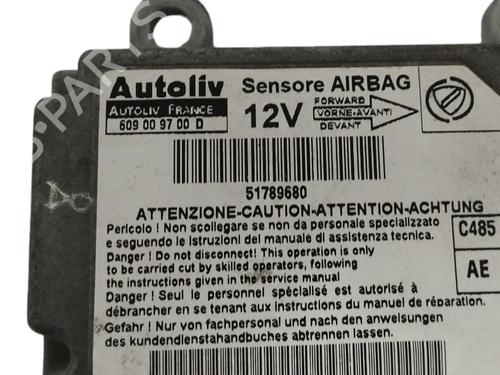 Autoliv Sensore AIRBAG
AUTOLIV FRANCE
609 00 97 00 D
12V
FORWARD
VORNE-AVANTI
DEVANT
51789680
ATTENZIONE-CAUTION-ATTENTION-ACHTUNG
Pericolo ! Non scollegare se non da personale specializzato
e seguendo le istruzioni del manuale di assistenza tecnica.
Danger ! Do not disconnect! This operation is only
to be carried cut by skilled operators, following
the instructions given in the service manual
Danger ! Seul le personnel spécialisé est autorisé à
débrancher en se tenant aux instructions du manuel de réparation.
Gefahr ! Nur von fachpersonal und nach den anweisungen
des kundendienstahandbuches abtrennen lassen.
C485
AE